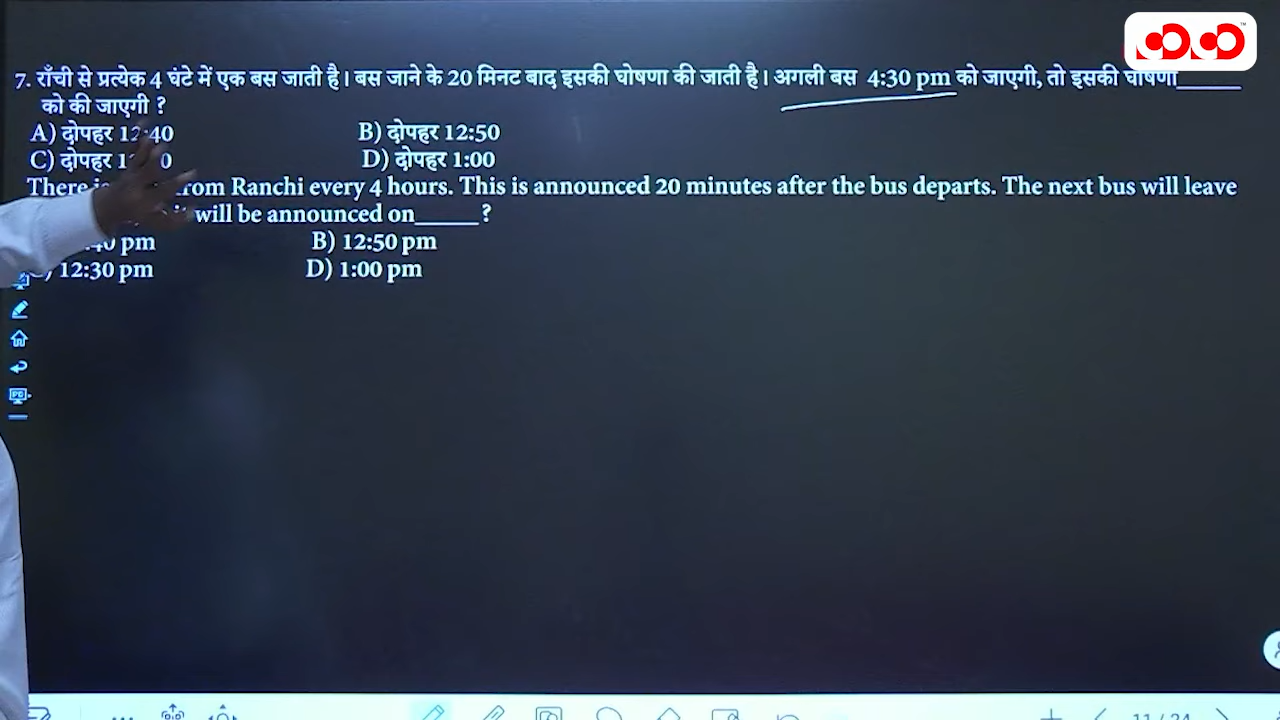 7. राँची से प्रत्येक 4 घंटे में एक बस जाती है। बस जाने के 20 मिनट बाद इसकी घोषणा की जाती है। अगली बस 4:30 pm को जाएगी, तो इसकी घोषणा______
को की जाएगी ?
A) दोपहर 12:40 B) दोपहर 12:50
C) दोपहर D) दोपहर 1:00
There from Ranchi every 4 hours. This is announced 20 minutes after the bus departs. The next bus will leave
will be announced on______?
pm B) 12:50 pm
12:30 pm D) 1:00 pm
11 / 24